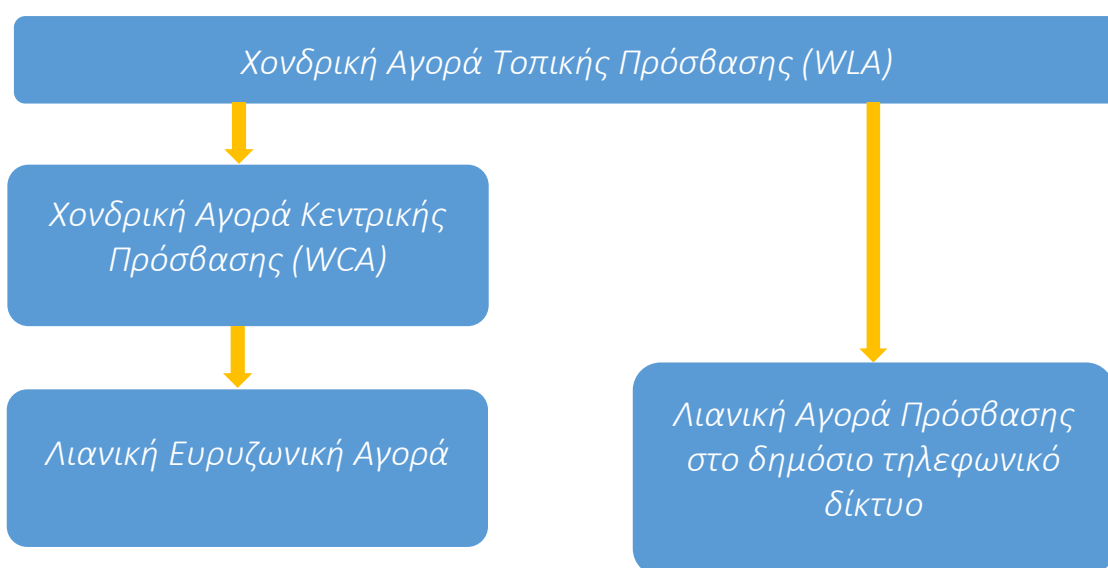 Χονδρική Αγορά Τοπικής Πρόσβασης (WLA)
Χονδρική Αγορά Κεντρικής
Πρόσβασης (WCA)
Λιανική Ευρυζωνική Αγορά
Λιανική Αγορά Πρόσβασης
στο δημόσιο τηλεφωνικό
δίκτυο